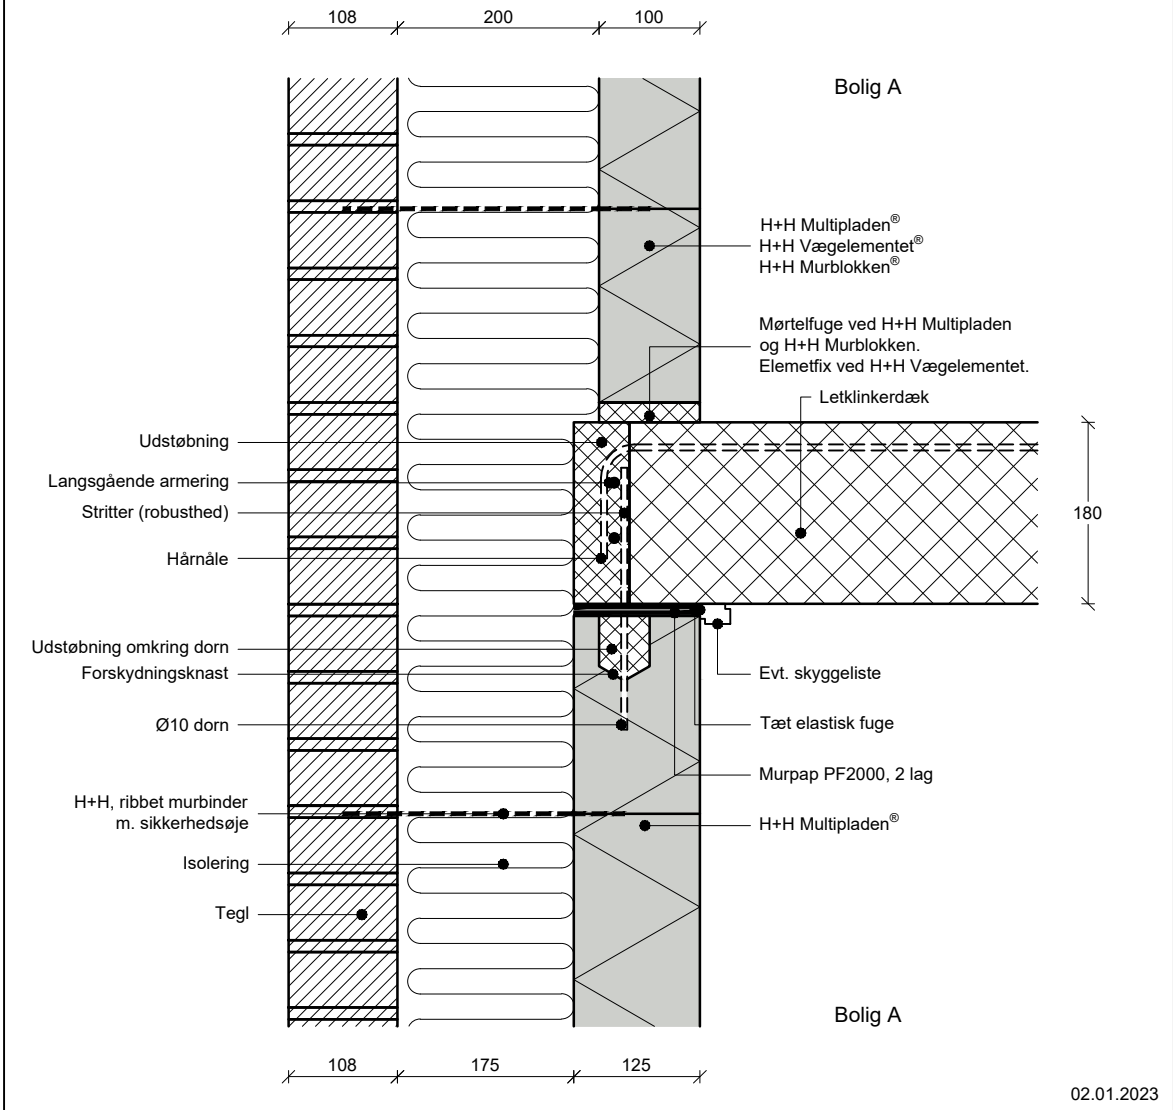 108
200
100
Bolig A
H+H Multipladen®
H+H Vægelementet®
H+H Murblokken®
Mørtelfuge ved H+H Multipladen
og H+H Murblokken.
Elemetfix ved H+H Vægelementet.
Letklinkerdæk
Udstøbning
Langsgående armering
Stritter (robusthed)
180
Hårnåle
Udstøbning omkring dorn
Forskydningsknast
Evt. skyggeliste
Ø10 dorn
Tæt elastisk fuge
Murpap PF2000, 2 lag
H+H, ribbet murbinder
m. sikkerhedsøje
H+H Multipladen®
Isolering
Tegl
Bolig A
108
175
125
02.01.2023